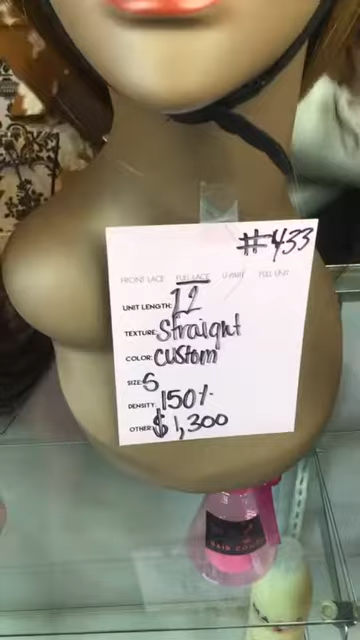 #433
FRONT LACE FULL LACE U-PART FULL UNIT
UNIT LENGTH: 12
TEXTURE: Straight
COLOR: custom
SIZE: S
DENSITY: 150%
OTHER: $1,300